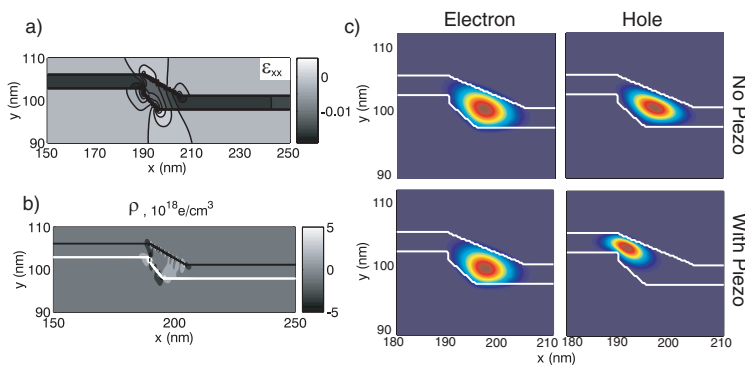 a)
110
100
90
y (nm)
εxx
0
-0.01
150 170 190 210 230 250
x (nm)
b)
ρ , 10^18 e/cm^3
110
100
90
y (nm)
5
0
-5
150 200 250
x (nm)
c)
Electron Hole
110
100
90
y (nm)
No Piezo
110
100
90
y (nm)
With Piezo
180 190 200 210 180 190 200 210
x (nm)